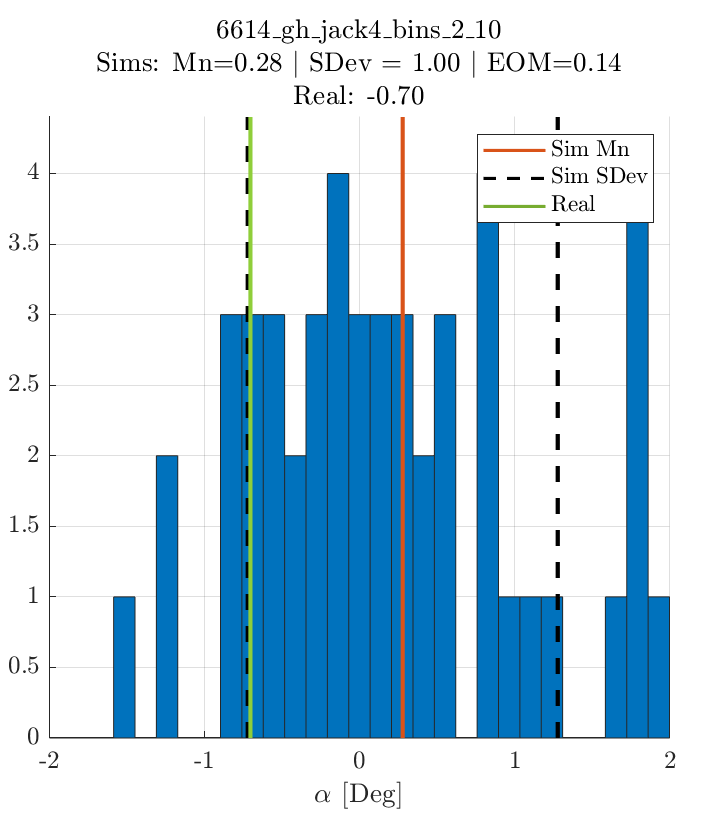 6614_gh_jack4_bins_2_10
Sims: Mn=0.28 | SDev = 1.00 | EOM=0.14
Real: -0.70
Sim Mn
Sim SDev
Real
4
3.5
3
2.5
2
1.5
1
0.5
0
-2 -1 0 1 2
α [Deg]